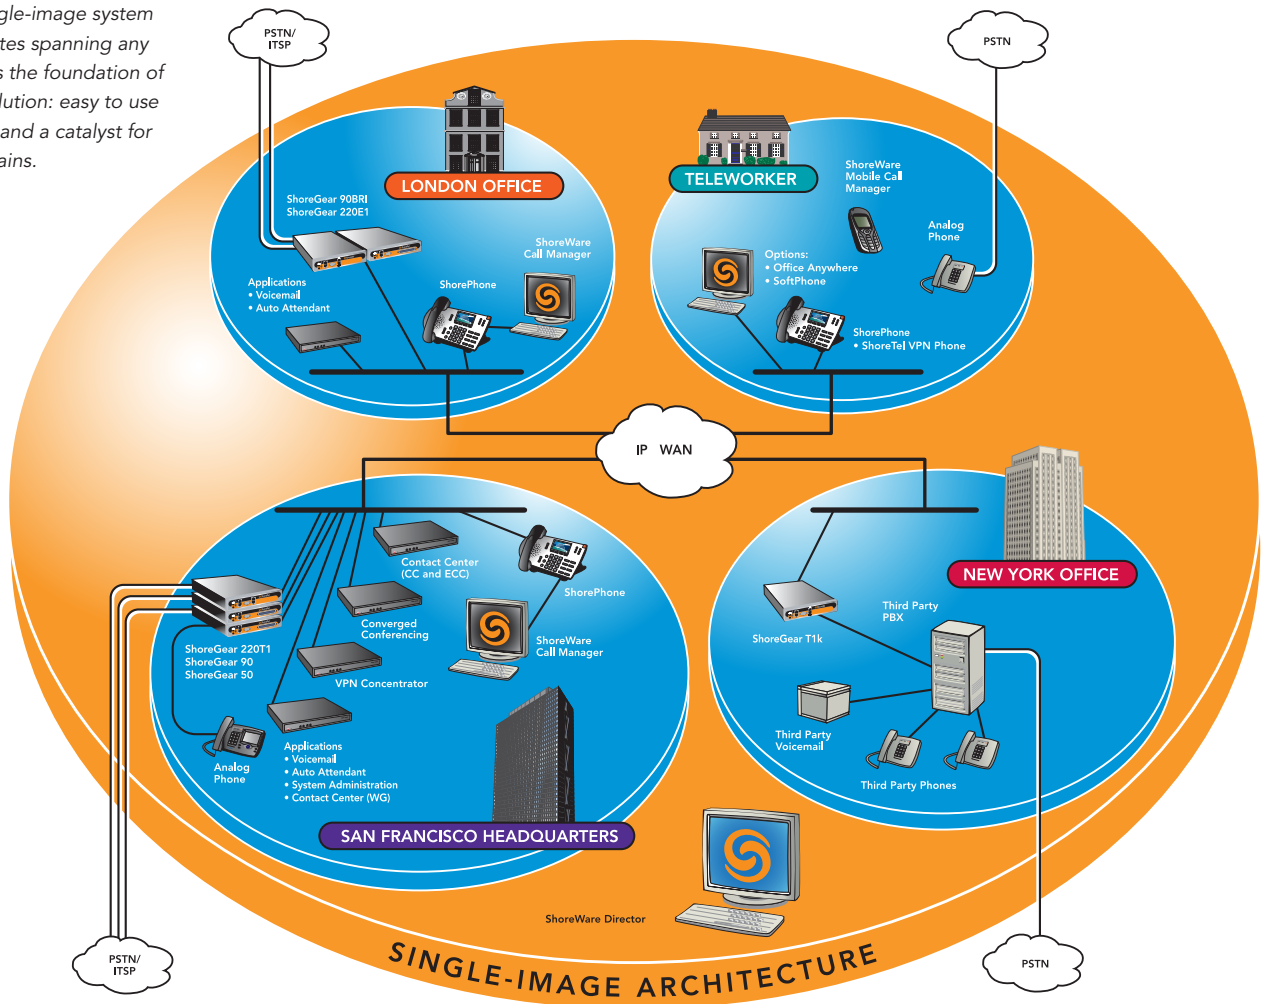 gle-image system
tes spanning any
s the foundation of
lution: easy to use
and a catalyst for
ains.
PSTN/
ITSP
PSTN
LONDON OFFICE
ShoreGear 90BRI
ShoreGear 220E1
ShoreWare
Call Manager
ShorePhone
Applications
• Voicemail
• Auto Attendant
TELEWORKER
ShoreWare
Mobile Call
Manager
Analog
Phone
Options:
• Office Anywhere
• SoftPhone
ShorePhone
• ShoreTel VPN Phone
IP WAN
Contact Center
(CC and ECC)
ShorePhone
Converged
Conferencing
ShoreWare
Call Manager
ShoreGear 220T1
ShoreGear 90
ShoreGear 50
VPN Concentrator
Analog
Phone
Applications
• Voicemail
• Auto Attendant
• System Administration
• Contact Center (WG)
SAN FRANCISCO HEADQUARTERS
NEW YORK OFFICE
Third Party
PBX
ShoreGear T1k
Third Party
Voicemail
Third Party Phones
ShoreWare Director
PSTN/
ITSP
PSTN
SINGLE-IMAGE ARCHITECTURE